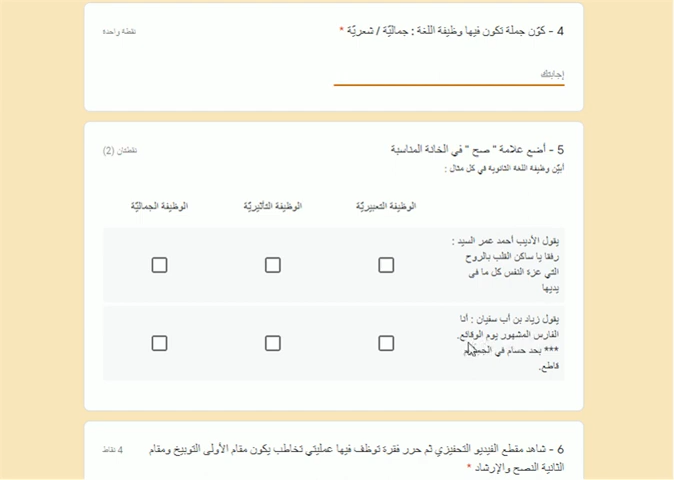 4 - كوّن جملة تكون فيها وظيفة اللغة : جماليّة / شعريّة *
نقطة واحدة
إجابتك
5 - أضع علامة " صح " في الخانة المناسبة
نقطتان (2)
أبيّن وظيفة اللغة الثانوية في كل مثال :
الوظيفة التعبيريّة
الوظيفة التأثيريّة
الوظيفة الجماليّة
يقول الأديب أحمد عمر السيد :
رفقا يا ساكن القلب بالروح
التي عزة النفس كل ما في
يديها
يقول زياد بن أب سفيان : أنا
الفارس المشهور يوم الوقائع.
*** بحد حسام في
قاطع.
6 - شاهد مقطع الفيديو التحفيزي ثم حرر فقرة توظف فيها عمليتي تخاطب يكون مقام الأولى التوبيخ ومقام
4 نقاط
الثانية النصح والإرشاد *